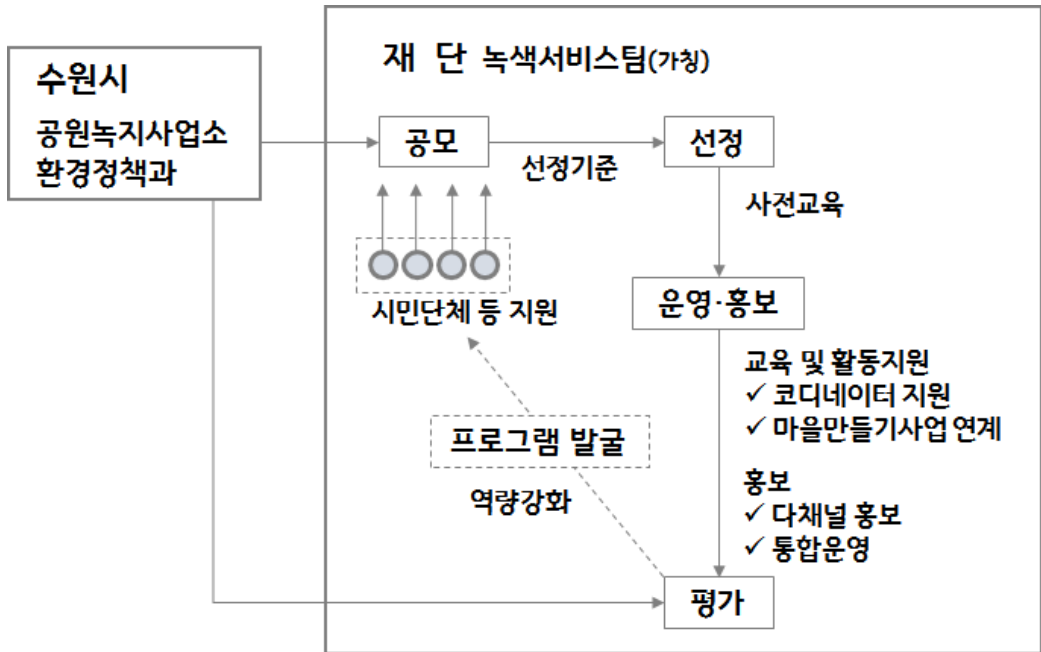 수원시
공원녹지사업소
환경정책과
재 단 녹색서비스팀(가칭)
공모
선정기준
선정
사전교육
시민단체 등 지원
운영·홍보
교육 및 활동지원
✓ 코디네이터 지원
✓ 마을만들기사업 연계
프로그램 발굴
역량강화
홍보
✓ 다채널 홍보
✓ 통합운영
평가